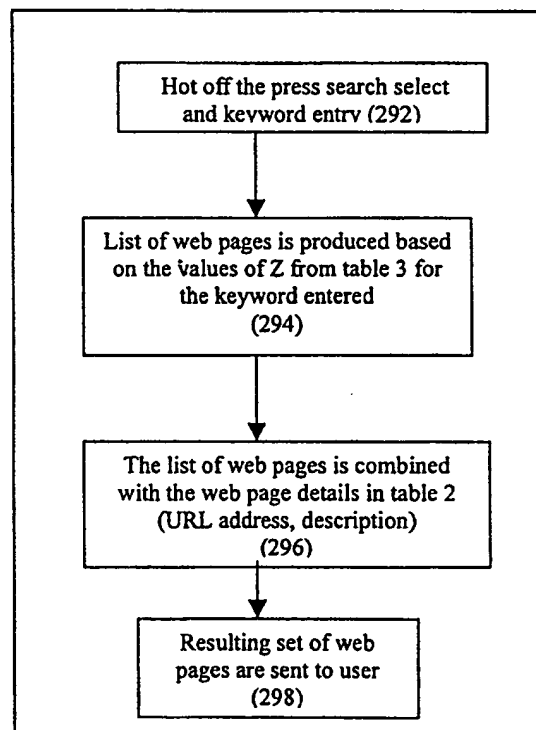 Hot off the press search select
and keyword entry (292)
List of web pages is produced based
on the values of Z from table 3 for
the keyword entered
(294)
The list of web pages is combined
with the web page details in table 2
(URL address, description)
(296)
Resulting set of web
pages are sent to user
(298)